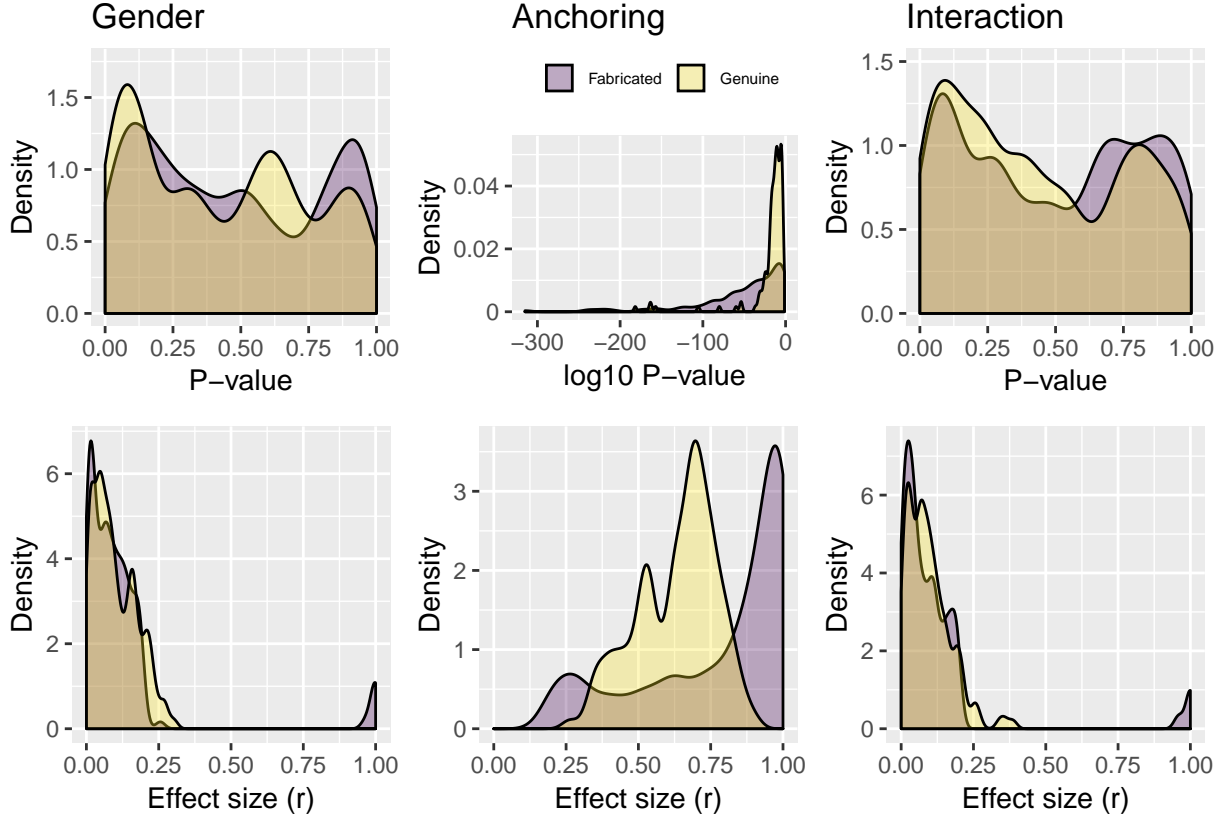 Gender
Anchoring
Interaction
Fabricated
Genuine
Density
1.5
1.0
0.5
0.0
0.00 0.25 0.50 0.75 1.00
P−value
Density
0.04
0.02
0
−300 −200 −100 0
log10 P−value
Density
1.5
1.0
0.5
0.0
0.00 0.25 0.50 0.75 1.00
P−value
Density
6
4
2
0
0.00 0.25 0.50 0.75 1.00
Effect size (r)
Density
3
2
1
0
0.00 0.25 0.50 0.75 1.00
Effect size (r)
Density
6
4
2
0
0.00 0.25 0.50 0.75 1.00
Effect size (r)